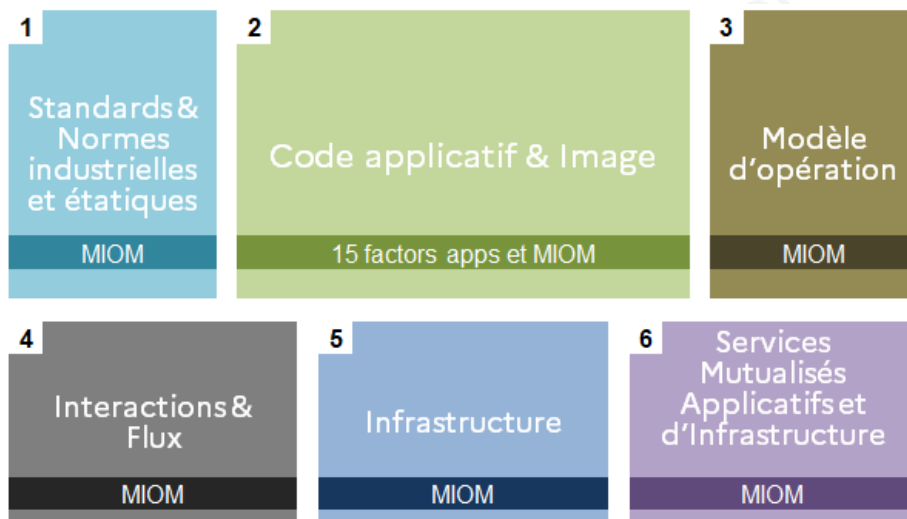 1
Standards &
Normes
industrielles
et étatiques
MIOM
2
Code applicatif & Image
15 factors apps et MIOM
3
Modèle
d'opération
MIOM
4
Interactions &
Flux
MIOM
5
Infrastructure
MIOM
6
Services
Mutualisés
Applicatifs et
d'Infrastructure
MIOM